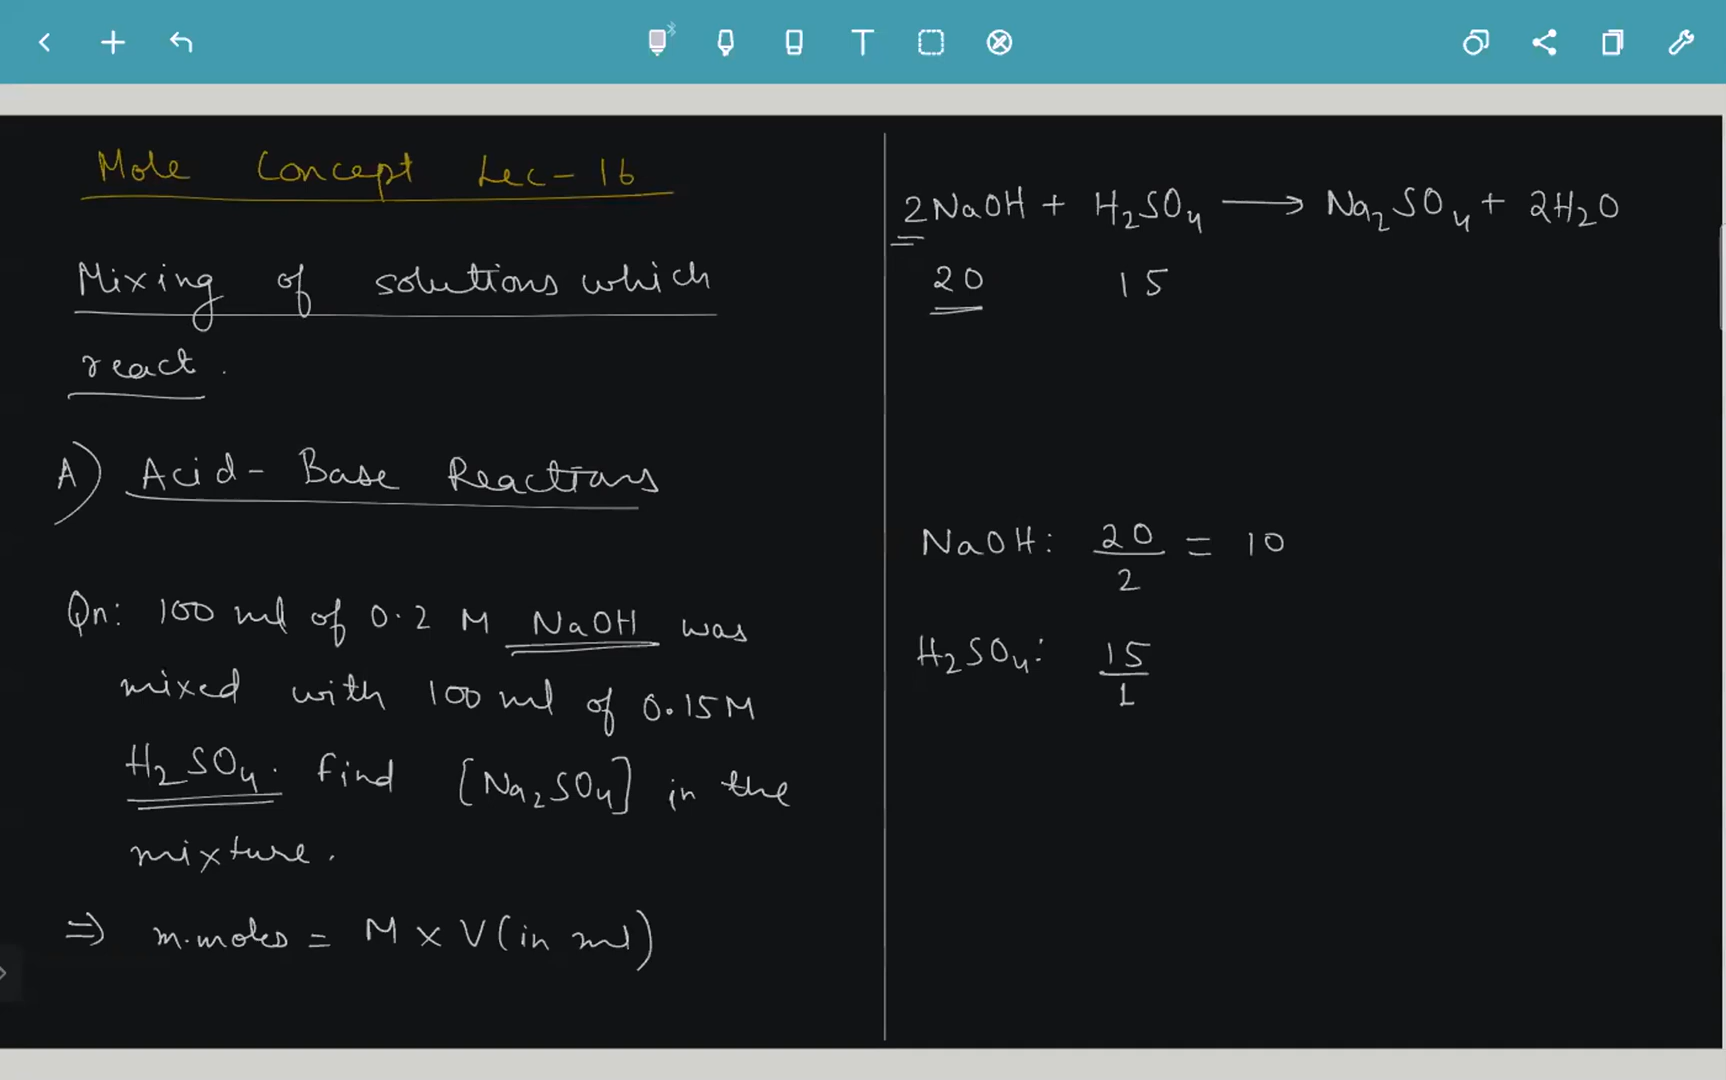 Mole Concept Lec-16
Mixing of solutions which
react.
A) Acid-Base Reactions
Qn: 100 ml of 0.2 M NaOH was
mixed with 100 ml of 0.15M
H₂SO₄. find [Na₂SO₄] in the
mixture.
⇒ m.moles = M × V (in ml)
2NaOH + H₂SO₄ ⟶ Na₂SO₄ + 2H₂O
20 15
NaOH: 20/2 = 10
H₂SO₄: 15/1